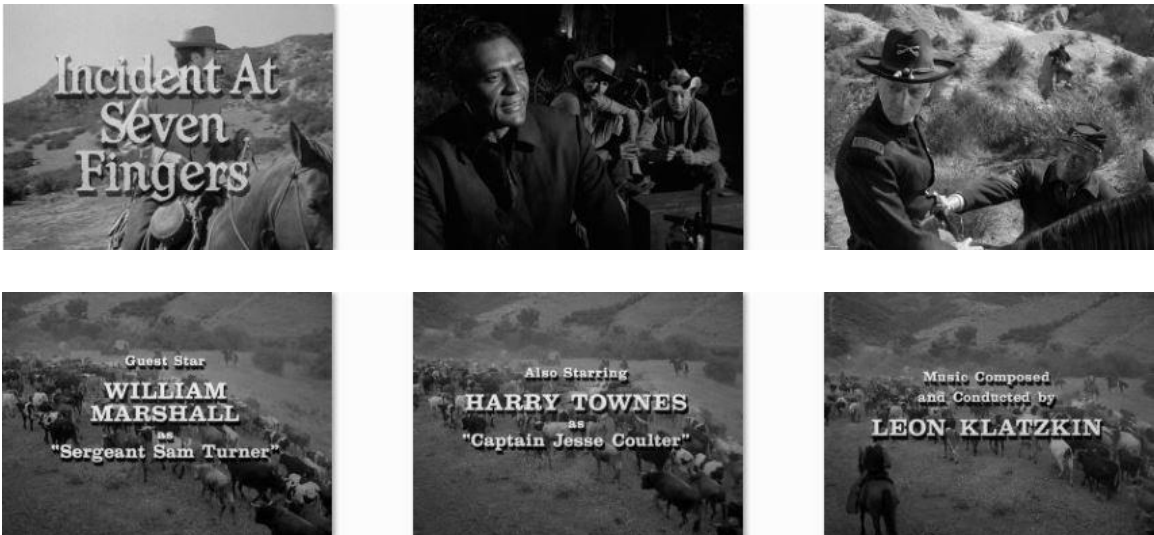 Incident At
Seven
Fingers
Guest Star
WILLIAM
MARSHALL
as
"Sergeant Sam Turner"
Also Starring
HARRY TOWNES
as
"Captain Jesse Coulter"
Music Composed
and Conducted by
LEON KLATZKIN